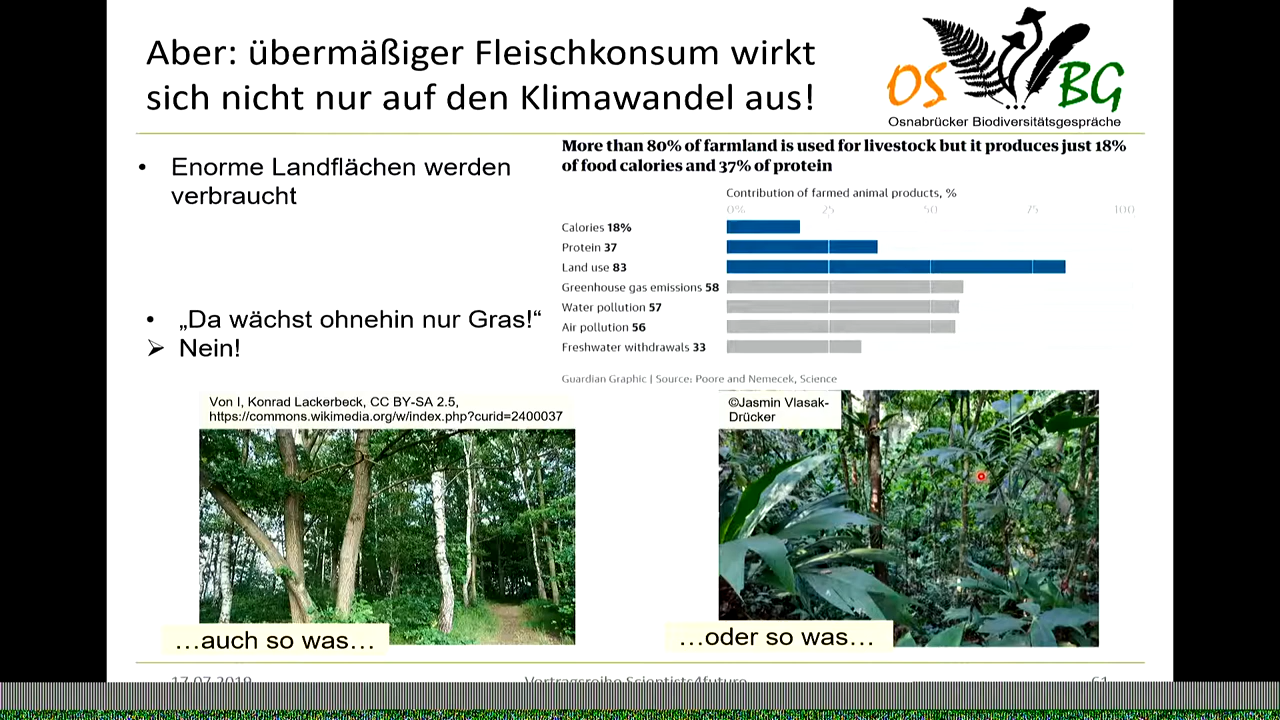 Aber: übermäßiger Fleischkonsum wirkt
sich nicht nur auf den Klimawandel aus!
OS BG
Osnabrücker Biodiversitätsgespräche
• Enorme Landflächen werden
verbraucht
• „Da wächst ohnehin nur Gras!“
➢ Nein!
More than 80% of farmland is used for livestock but it produces just 18%
of food calories and 37% of protein
Contribution of farmed animal products, %
0% 25 50 75 100
Calories 18%
Protein 37
Land use 83
Greenhouse gas emissions 58
Water pollution 57
Air pollution 56
Freshwater withdrawals 33
Guardian Graphic | Source: Poore and Nemecek, Science
Von I, Konrad Lackerbeck, CC BY-SA 2.5,
https://commons.wikimedia.org/w/index.php?curid=2400037
…auch so was…
©Jasmin Vlasak-
Drücker
…oder so was…
17.07.2019 Vortragsreihe Scientists4future 61